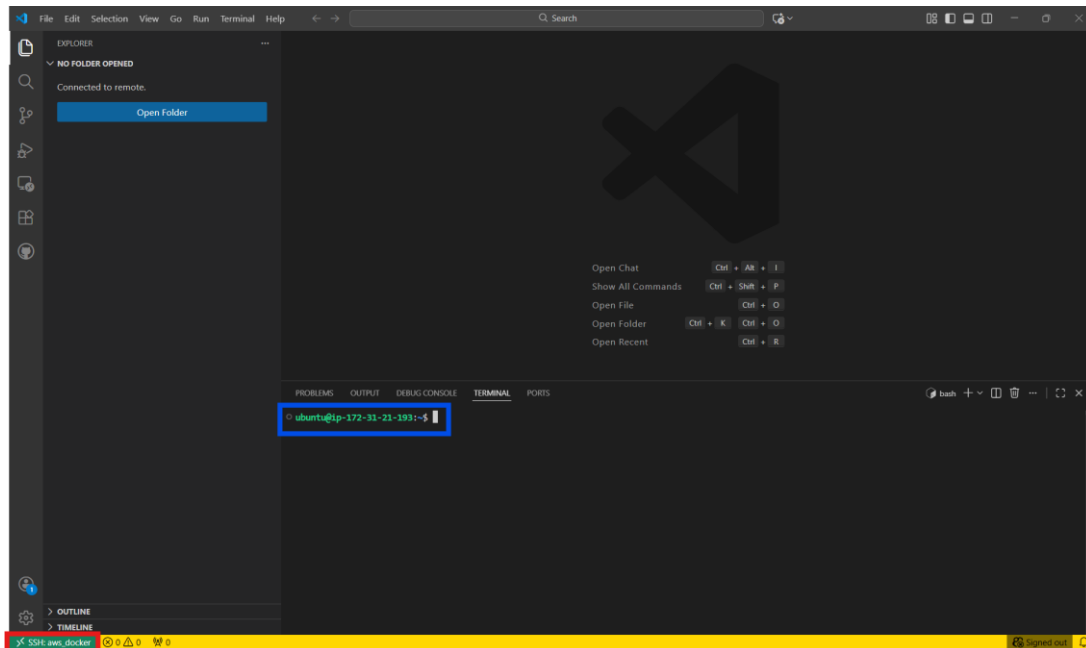 File Edit Selection View Go Run Terminal Help
Search
EXPLORER
NO FOLDER OPENED
Connected to remote.
Open Folder
Open Chat Ctrl + Alt + I
Show All Commands Ctrl + Shift + P
Open File Ctrl + O
Open Folder Ctrl + K Ctrl + O
Open Recent Ctrl + R
PROBLEMS OUTPUT DEBUG CONSOLE TERMINAL PORTS
bash
ubuntu@ip-172-31-21-193:~$
1
OUTLINE
TIMELINE
SSH: aws_docker 0 0 0 Signed out